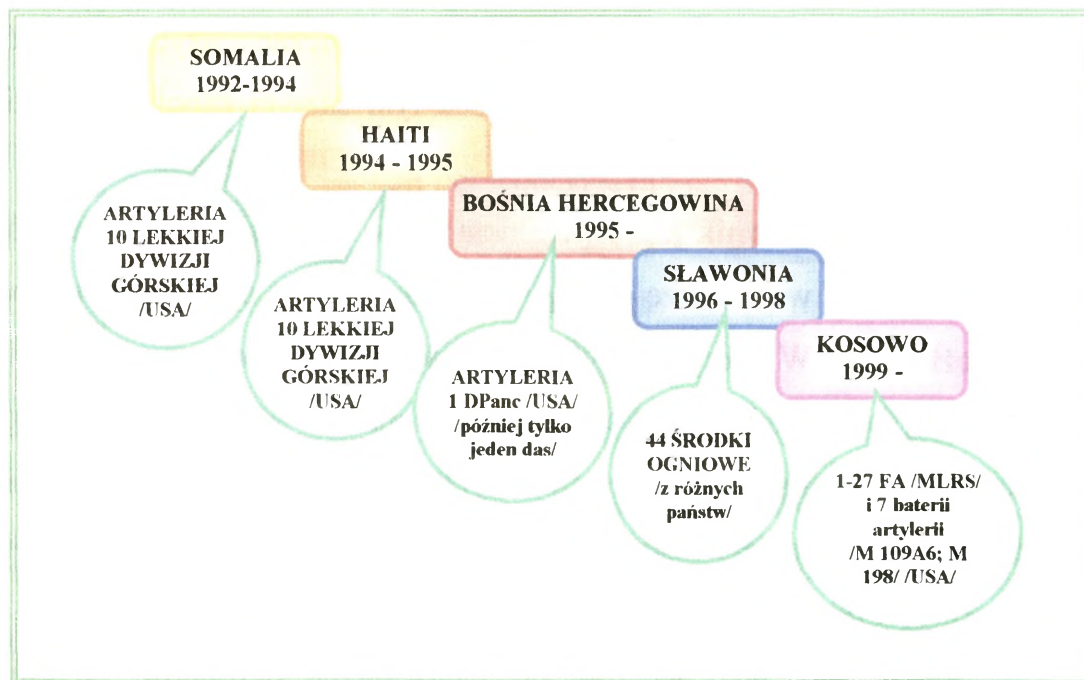 SOMALIA
1992-1994
HAITI
1994 - 1995
BOŚNIA HERCEGOWINA
1995 -
SŁAWONIA
1996 - 1998
KOSOWO
1999 -
ARTYLERIA
10 LEKKIEJ
DYWIZJI
GÓRSKIEJ
/USA/
ARTYLERIA
10 LEKKIEJ
DYWIZJI
GÓRSKIEJ
/USA/
ARTYLERIA
1 DPanc /USA/
/później tylko
jeden das/
44 ŚRODKI
OGNIOWE
/z różnych
państw/
1-27 FA /MLRS/
i 7 baterii
artylerii
/M 109A6; M
198/ /USA/